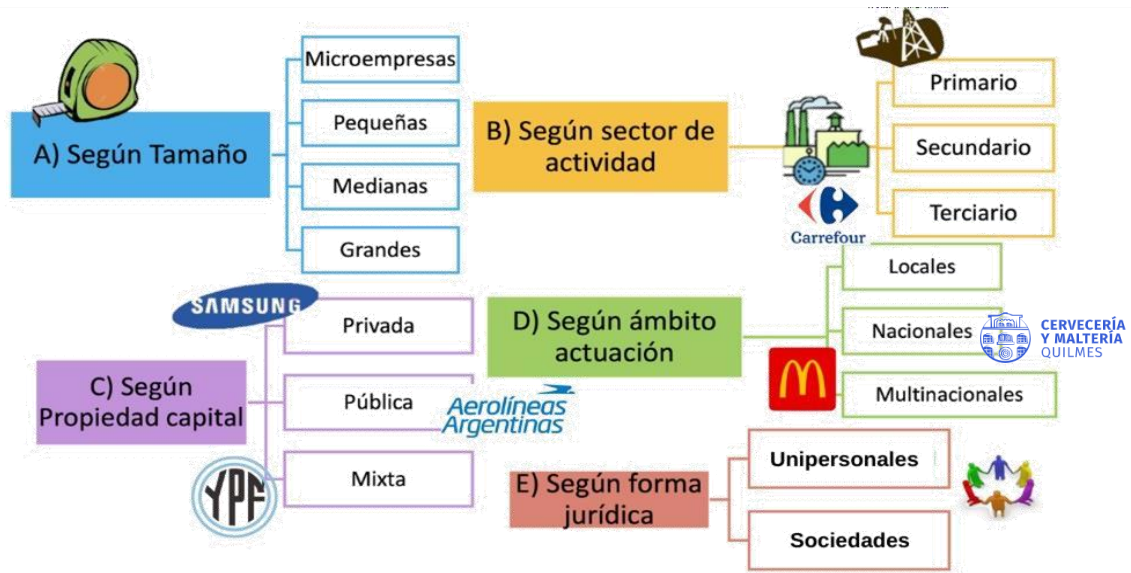 A) Según Tamaño
Microempresas
Pequeñas
Medianas
Grandes
B) Según sector de
actividad
Primario
Secundario
Terciario
Carrefour
C) Según
Propiedad capital
SAMSUNG
Privada
Pública
Aerolíneas
Argentinas
Mixta
YPF
D) Según ámbito
actuación
Locales
Nacionales
CERVECERÍA
Y MALTERÍA
QUILMES
Multinacionales
E) Según forma
jurídica
Unipersonales
Sociedades